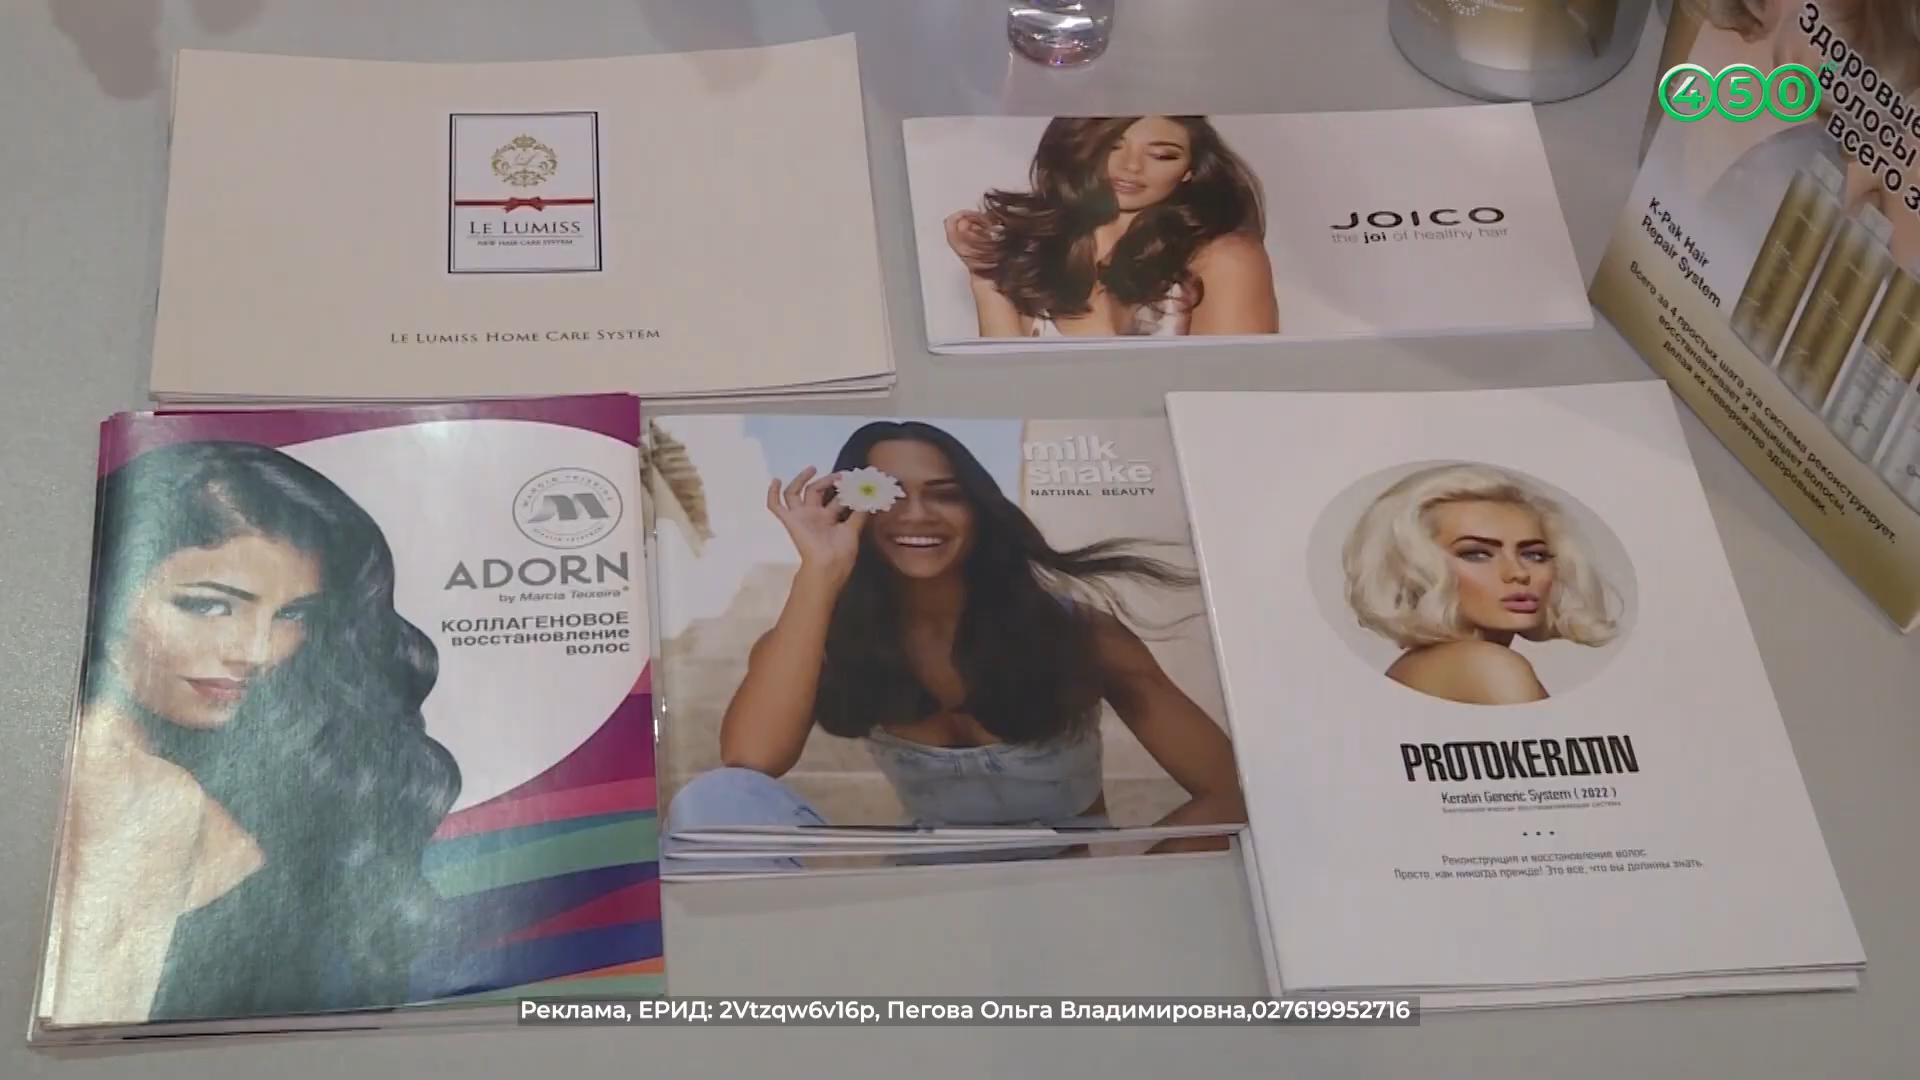 450
Здоровые
волосы
всего за
K-Pak Hair
Repair System
Всего за 4 простых шага эта система реконструирует,
восстанавливает и защищает волосы,
делая их невероятно здоровыми.
LE LUMISS
NEW HAIR CARE SYSTEM
LE LUMISS HOME CARE SYSTEM
JOICO
the joi of healthy hair
MARCIA TEIXEIRA
ADORN
by Marcia Teixeira®
КОЛЛАГЕНОВОЕ
восстановление
волос
milk
shake
NATURAL BEAUTY
PROTOKERATIN
Keratin Generic System ( 2022 )
Реконструкция и восстановление волос.
Просто, как никогда прежде! Это все, что вы должны знать.
Реклама, ЕРИД: 2Vtzqw6v16p, Пегова Ольга Владимировна,027619952716